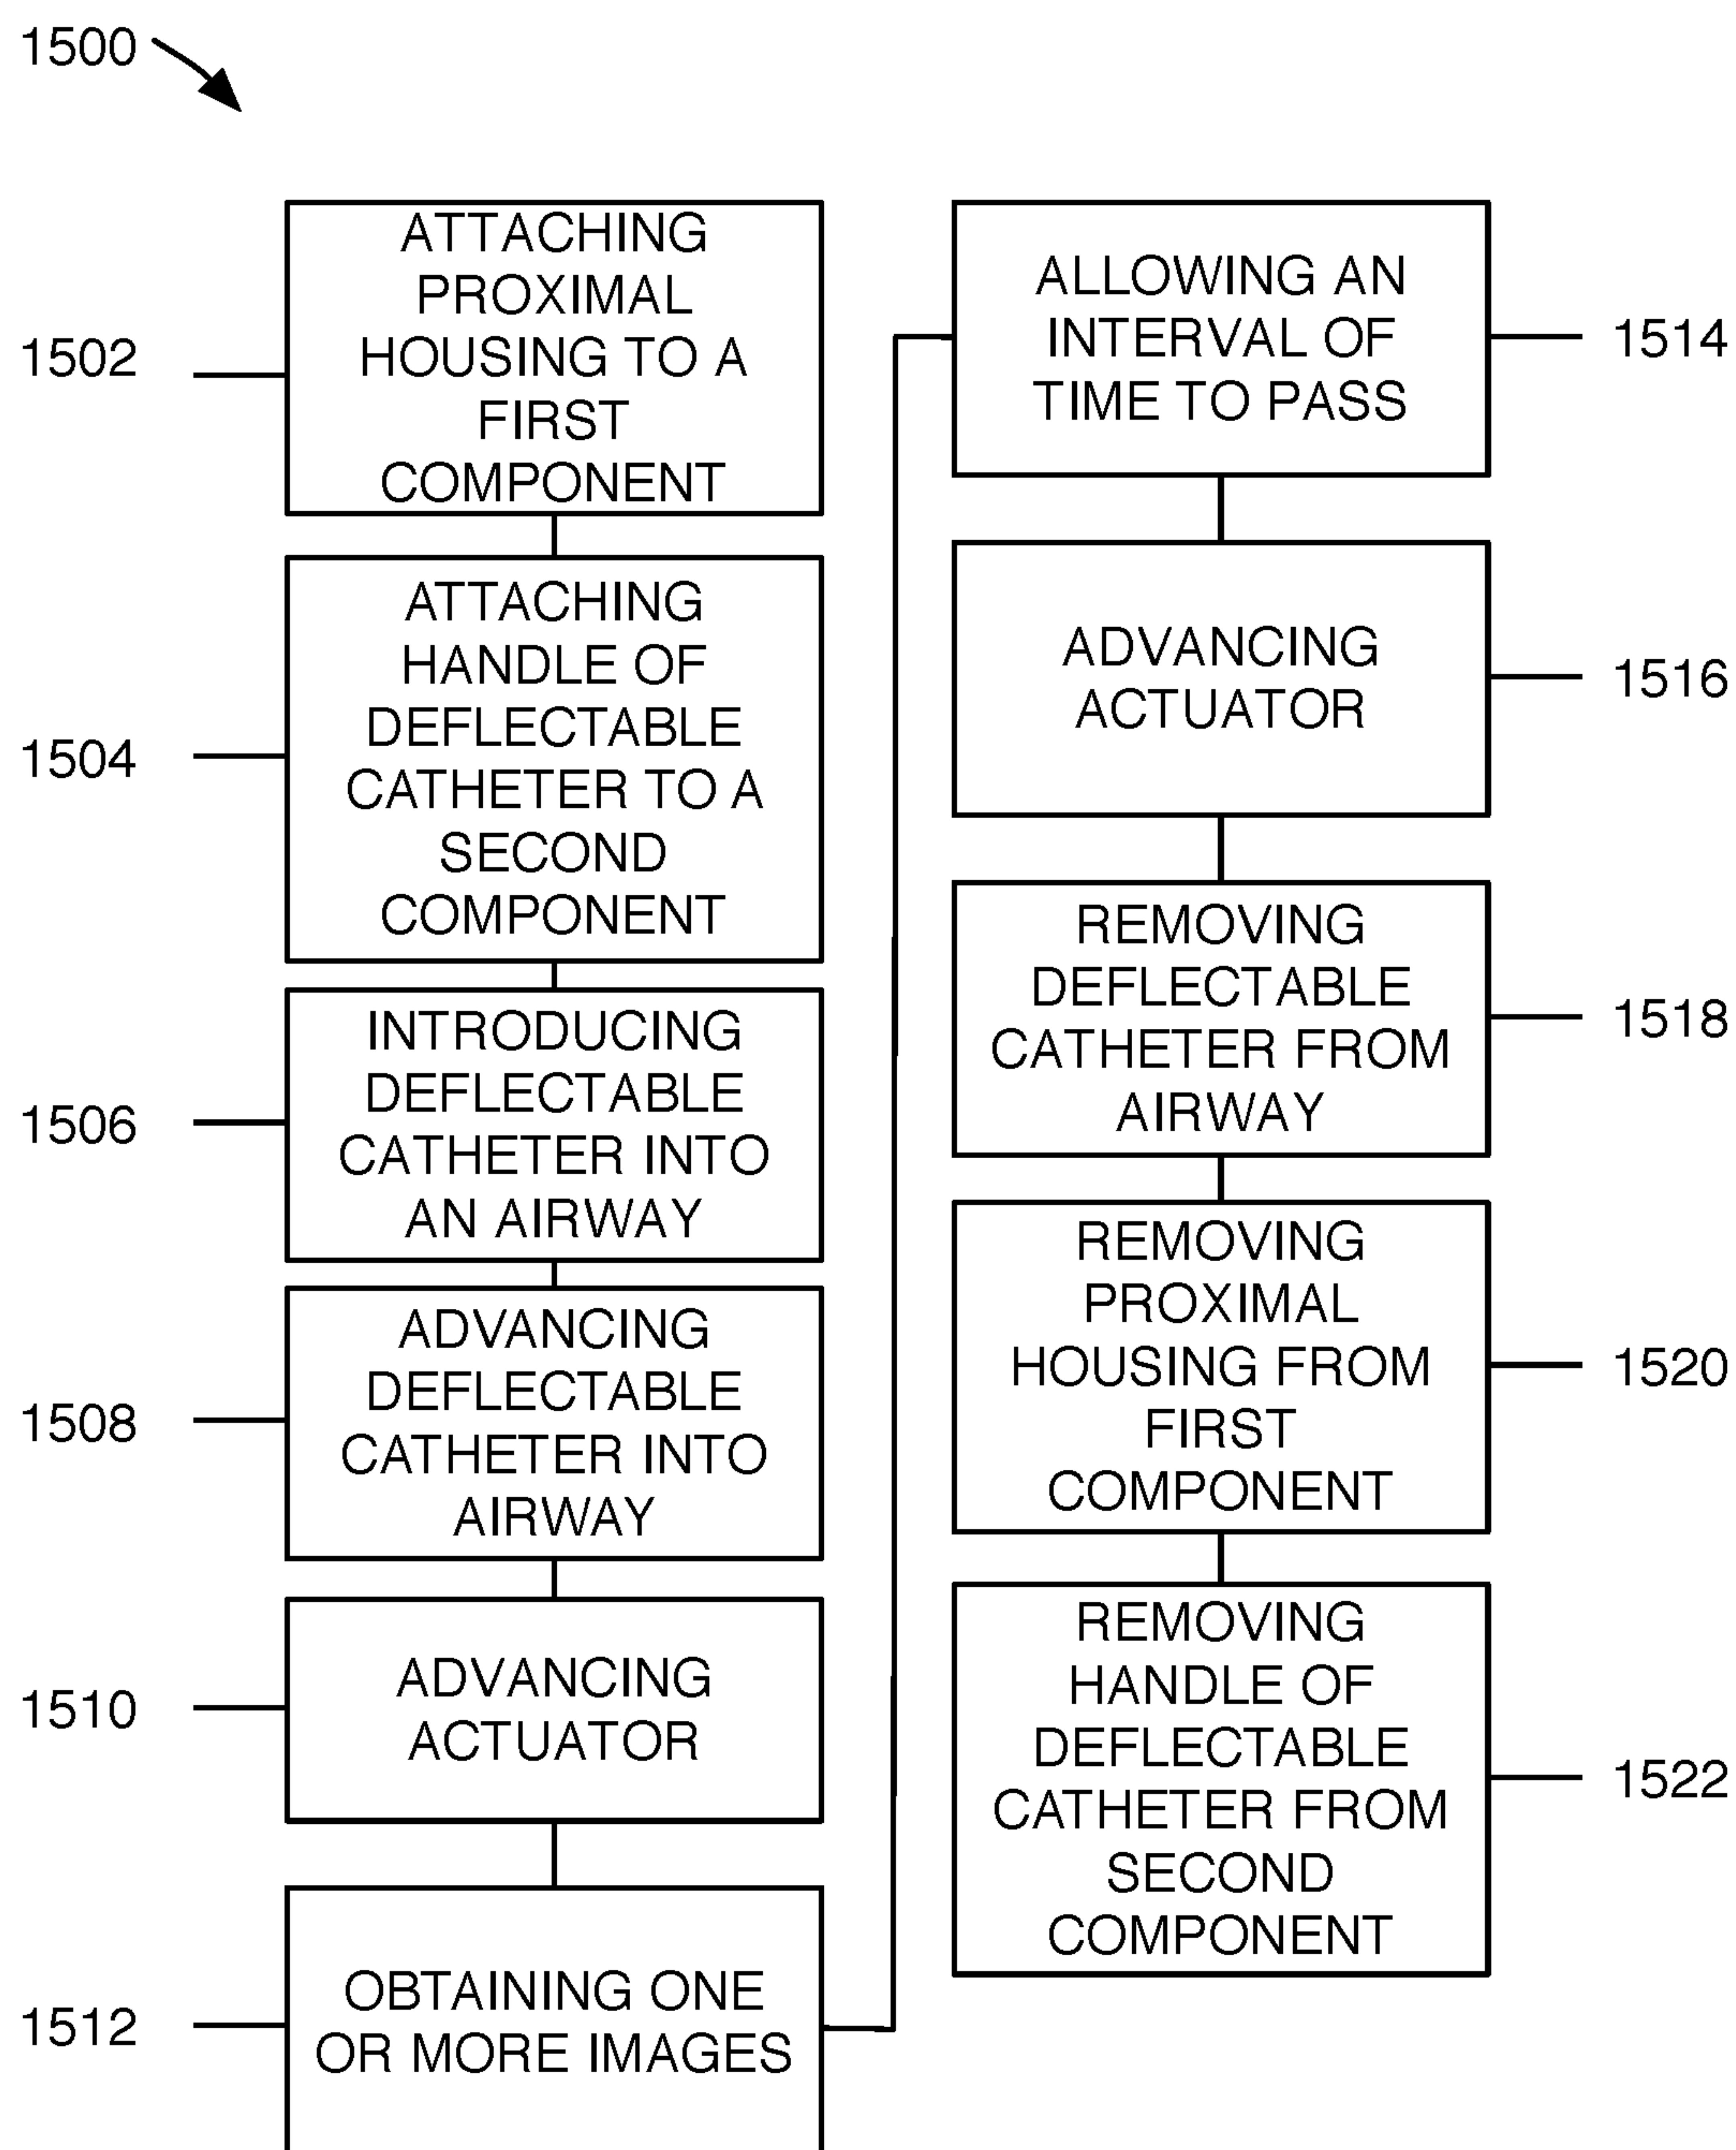 1500
1502
ATTACHING
PROXIMAL
HOUSING TO A
FIRST
COMPONENT
1504
ATTACHING
HANDLE OF
DEFLECTABLE
CATHETER TO A
SECOND
COMPONENT
1506
INTRODUCING
DEFLECTABLE
CATHETER INTO
AN AIRWAY
1508
ADVANCING
DEFLECTABLE
CATHETER INTO
AIRWAY
1510
ADVANCING
ACTUATOR
1512
OBTAINING ONE
OR MORE IMAGES
ALLOWING AN
INTERVAL OF
TIME TO PASS
1514
ADVANCING
ACTUATOR
1516
REMOVING
DEFLECTABLE
CATHETER FROM
AIRWAY
1518
REMOVING
PROXIMAL
HOUSING FROM
FIRST
COMPONENT
1520
REMOVING
HANDLE OF
DEFLECTABLE
CATHETER FROM
SECOND
COMPONENT
1522